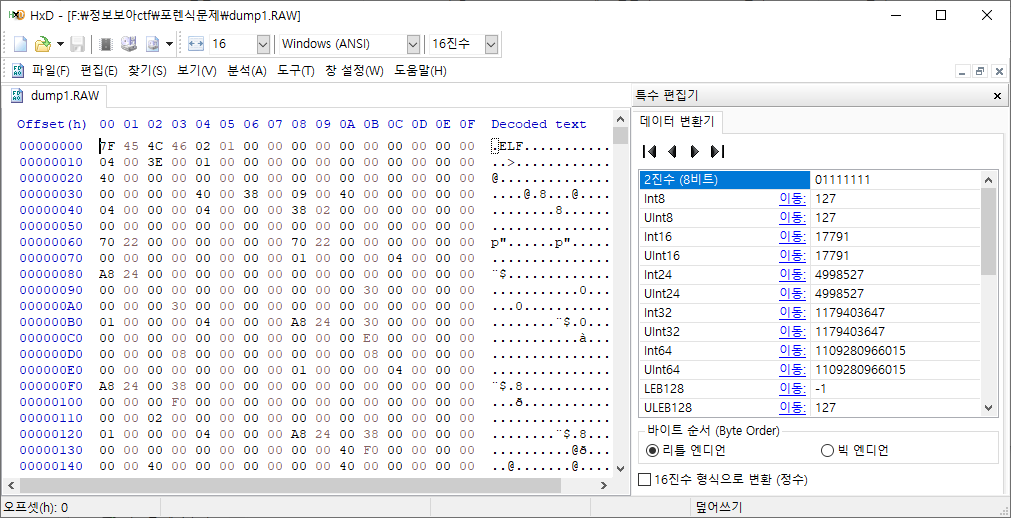 HxD - [F:\정보보아ctf\포렌식문제\dump1.RAW]
16 Windows (ANSI) 16진수
파일(F) 편집(E) 찾기(S) 보기(V) 분석(A) 도구(T) 창 설정(W) 도움말(H)
dump1.RAW
Offset(h) 00 01 02 03 04 05 06 07 08 09 0A 0B 0C 0D 0E 0F Decoded text
00000000 7F 45 4C 46 02 01 00 00 00 00 00 00 00 00 00 00 .ELF............
00000010 04 00 3E 00 01 00 00 00 00 00 00 00 00 00 00 00 ..>.............
00000020 40 00 00 00 00 00 00 00 00 00 00 00 00 00 00 00 @...............
00000030 00 00 00 00 40 00 38 00 09 00 40 00 00 00 00 00 ....@.8...@.....
00000040 04 00 00 00 04 00 00 00 38 02 00 00 00 00 00 00 ........8.......
00000050 00 00 00 00 00 00 00 00 00 00 00 00 00 00 00 00 ................
00000060 70 22 00 00 00 00 00 00 70 22 00 00 00 00 00 00 p"......p"......
00000070 00 00 00 00 00 00 00 00 01 00 00 00 04 00 00 00 ................
00000080 A8 24 00 00 00 00 00 00 00 00 00 00 00 00 00 00 ¨$..............
00000090 00 00 00 00 00 00 00 00 00 00 00 30 00 00 00 00 ...........0....
000000A0 00 00 00 30 00 00 00 00 00 00 00 00 00 00 00 00 ...0............
000000B0 01 00 00 00 04 00 00 00 A8 24 00 30 00 00 00 00 ........¨$.0....
000000C0 00 00 00 00 00 00 00 00 00 00 00 E0 00 00 00 00 ...........à....
000000D0 00 00 00 08 00 00 00 00 00 00 00 08 00 00 00 00 ................
000000E0 00 00 00 00 00 00 00 00 01 00 00 00 04 00 00 00 ................
000000F0 A8 24 00 38 00 00 00 00 00 00 00 00 00 00 00 00 ¨$.8............
00000100 00 00 00 F0 00 00 00 00 00 00 00 00 00 00 00 00 ...ð............
00000110 00 00 02 00 00 00 00 00 00 00 00 00 00 00 00 00 ................
00000120 01 00 00 00 04 00 00 00 A8 24 00 38 00 00 00 00 ........¨$.8....
00000130 00 00 00 00 00 00 00 00 00 00 40 F0 00 00 00 00 ..........@ð....
00000140 00 00 40 00 00 00 00 00 00 00 40 00 00 00 00 00 ..@.......@.....
특수 편집기
데이터 변환기
2진수 (8비트) 01111111
Int8 이동: 127
UInt8 이동: 127
Int16 이동: 17791
UInt16 이동: 17791
Int24 이동: 4998527
UInt24 이동: 4998527
Int32 이동: 1179403647
UInt32 이동: 1179403647
Int64 이동: 1109280966015
UInt64 이동: 1109280966015
LEB128 이동: -1
ULEB128 이동: 127
바이트 순서 (Byte Order)
리틀 엔디언 빅 엔디언
16진수 형식으로 변환 (정수)
오프셋(h): 0 덮어쓰기